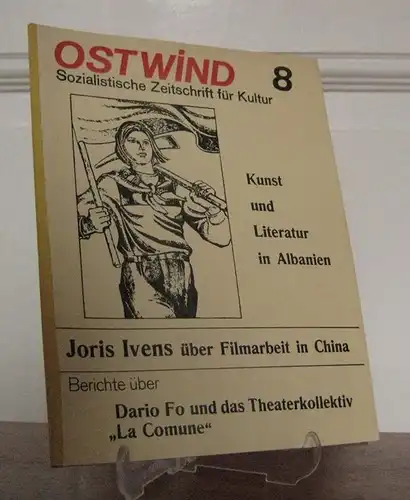 OSTWiND 8
Sozialistische Zeitschrift für Kultur
Kunst
und
Literatur
in Albanien
Joris Ivens über Filmarbeit in China
Berichte über
Dario Fo und das Theaterkollektiv
„La Comune“